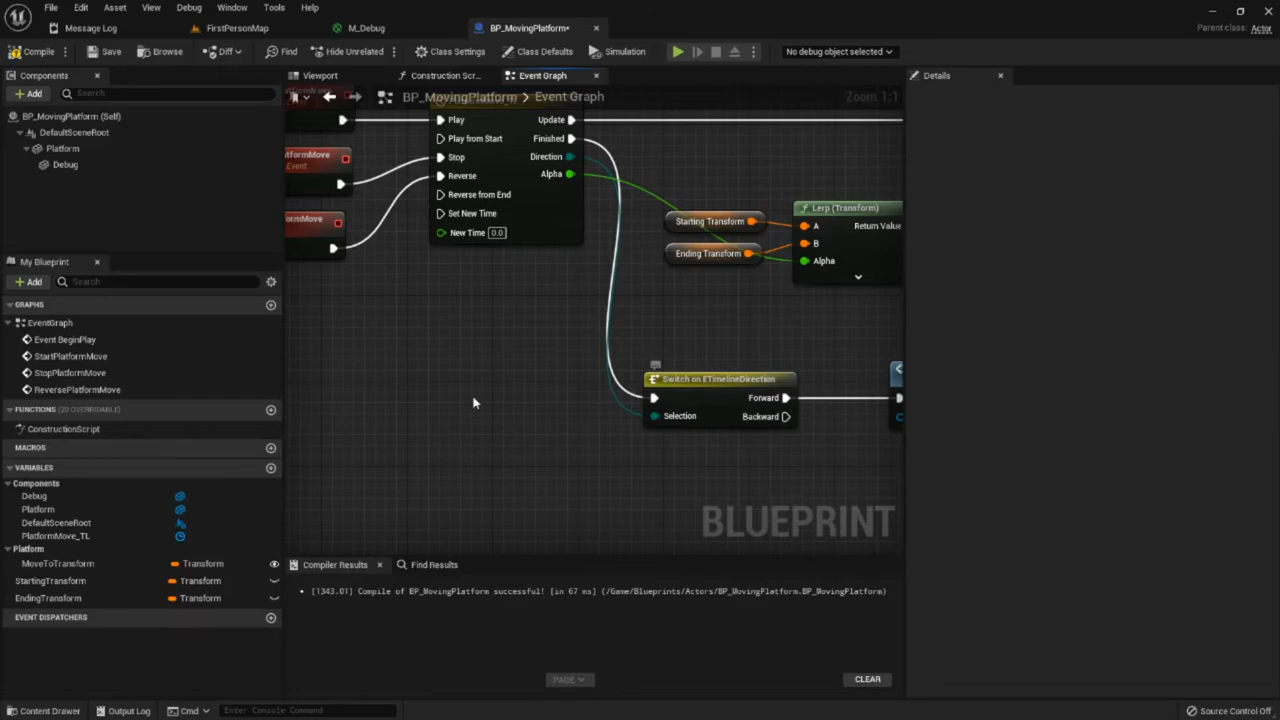 File Edit Asset View Debug Window Tools Help
Message Log FirstPersonMap M_Debug BP_MovingPlatform* Parent class: Actor
Compile Save Browse Diff Find Hide Unrelated Class Settings Class Defaults Simulation No debug object selected
Components Viewport Construction Scr... Event Graph Details
+ Add Search BP_MovingPlatform > Event Graph Zoom 1:1
BP_MovingPlatform (Self)
DefaultSceneRoot
Platform
Debug
Play Update
Play from Start Finished
tformMove Stop Direction
Event
Reverse Alpha
Reverse from End
ormMove Set New Time
New Time 0.0
Starting Transform
Ending Transform
Lerp (Transform)
A Return Value
B
Alpha
Switch on ETimelineDirection
Forward
Selection Backward
BLUEPRINT
My Blueprint
+ Add Search
GRAPHS
EventGraph
Event BeginPlay
StartPlatformMove
StopPlatformMove
ReversePlatformMove
FUNCTIONS (20 OVERRIDABLE)
ConstructionScript
MACROS
VARIABLES
Components
Debug
Platform
DefaultSceneRoot
PlatformMove_TL
Platform
MoveToTransform Transform
StartingTransform Transform
EndingTransform Transform
EVENT DISPATCHERS
Compiler Results Find Results
[1343.01] Compile of BP_MovingPlatform successful! [in 67 ms] (/Game/Blueprints/Actors/BP_MovingPlatform.BP_MovingPlatform)
PAGE CLEAR
Content Drawer Output Log Cmd Enter Console Command Source Control Off